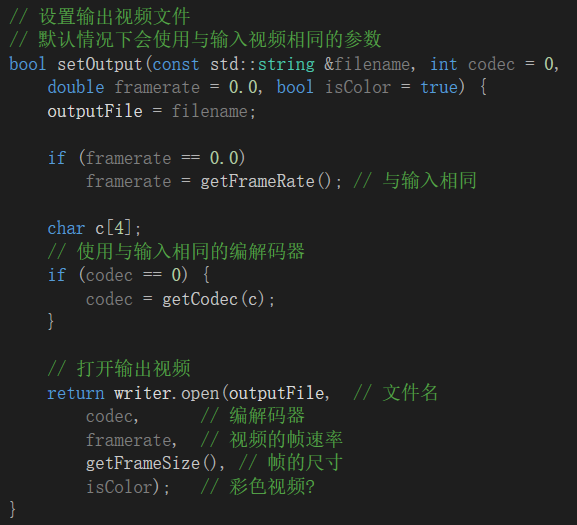 // 设置输出视频文件
// 默认情况下会使用与输入视频相同的参数
bool setOutput(const std::string &filename, int codec = 0,
    double framerate = 0.0, bool isColor = true) {
    outputFile = filename;

    if (framerate == 0.0)
        framerate = getFrameRate(); // 与输入相同

    char c[4];
    // 使用与输入相同的编解码器
    if (codec == 0) {
        codec = getCodec(c);
    }

    // 打开输出视频
    return writer.open(outputFile,  // 文件名
        codec,      // 编解码器
        framerate,  // 视频的帧速率
        getFrameSize(), // 帧的尺寸
        isColor);   // 彩色视频?
}